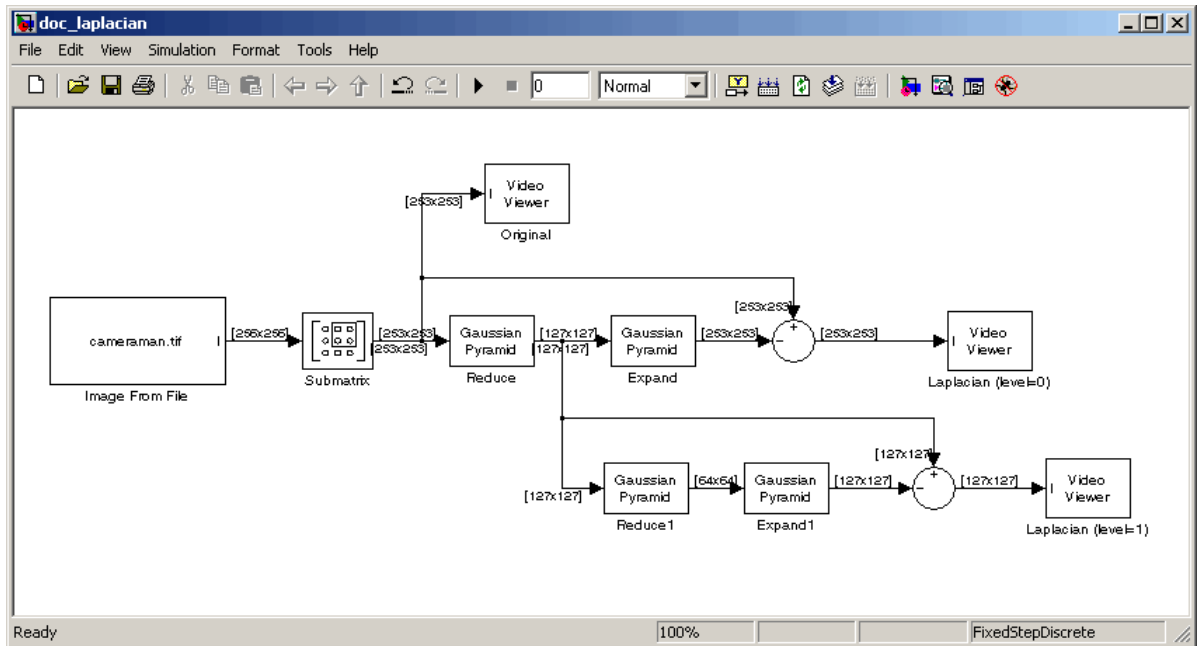 doc_laplacian
File Edit View Simulation Format Tools Help
0 Normal
Video
Viewer
Original
[253x253]
[253x253]
cameraman.tif
I
Image From File
[256x256]
Submatrix
[253x253]
[253x253]
Gaussian
Pyramid
Reduce
[127x127]
[127x127]
Gaussian
Pyramid
Expand
[253x253]
[253x253]
I
Video
Viewer
Laplacian (level=0)
[127x127]
[127x127]
Gaussian
Pyramid
Reduce1
[64x64]
Gaussian
Pyramid
Expand1
[127x127]
[127x127]
I
Video
Viewer
Laplacian (level=1)
Ready 100% FixedStepDiscrete